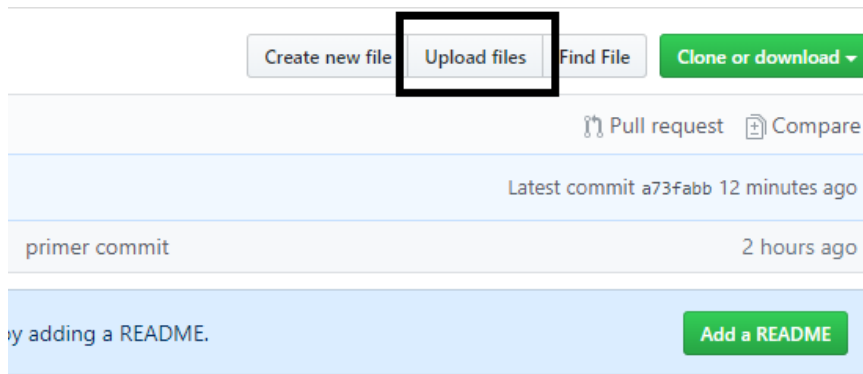 Create new file Upload files Find File Clone or download
Pull request Compare
Latest commit a73fabb 12 minutes ago
primer commit 2 hours ago
by adding a README. Add a README